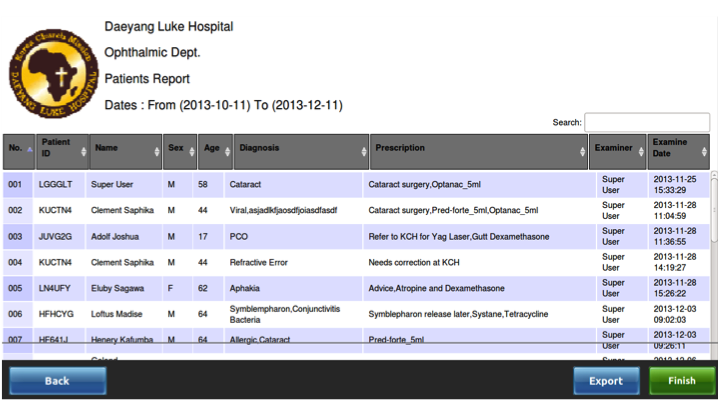 Daeyang Luke Hospital
Ophthalmic Dept.
Patients Report
Dates : From (2013-10-11) To (2013-12-11)
Korea Church Mission
DAEYANG LUKE HOSPITAL
Search:
No. Patient ID Name Sex Age Diagnosis Prescription Examiner Examine Date
001 LGGGLT Super User M 58 Cataract Cataract surgery,Optanac_5ml Super User 2013-11-25 15:33:29
002 KUCTN4 Clement Saphika M 44 Viral,asjadlkfjaosdfjoiasdfasdf Cataract surgery,Pred-forte_5ml,Optanac_5ml Super User 2013-11-28 11:04:59
003 JUVG2G Adolf Joshua M 17 PCO Refer to KCH for Yag Laser,Gutt Dexamethasone Super User 2013-11-28 11:36:55
004 KUCTN4 Clement Saphika M 44 Refractive Error Needs correction at KCH Super User 2013-11-28 14:19:27
005 LN4UFY Eluby Sagawa F 62 Aphakia Advice,Atropine and Dexamethasone Super User 2013-11-28 15:26:22
006 HFHCYG Loftus Madise M 64 Symblempharon,Conjunctivitis Bacteria Symblepharon release later,Systane,Tetracycline Super User 2013-12-03 09:02:03
007 HF641J Henery Katumba M 64 Allergic Cataract Pred-forte_5ml Super User 2013-12-03 09:26:11
Back Export Finish